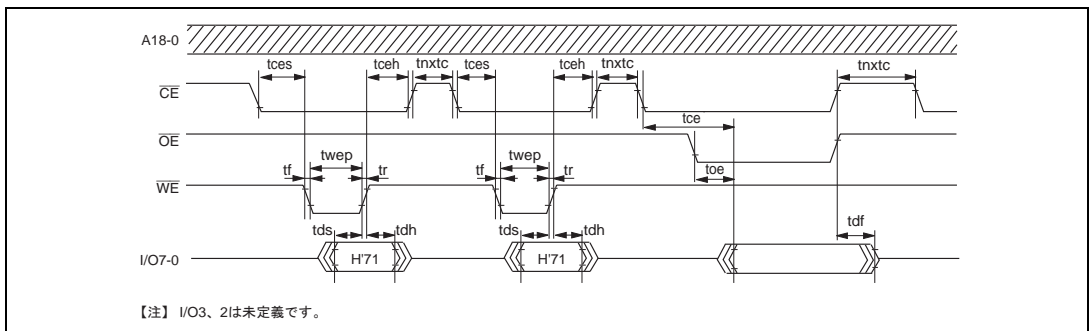 A18-0
tces tceh tnxtc tces tceh tnxtc tnxtc
CE
tce
OE
twep twep
tf tr tf tr toe
WE
tds tdh tds tdh tdf
I/O7-0 H'71 H'71
【注】 I/O3、2は未定義です。